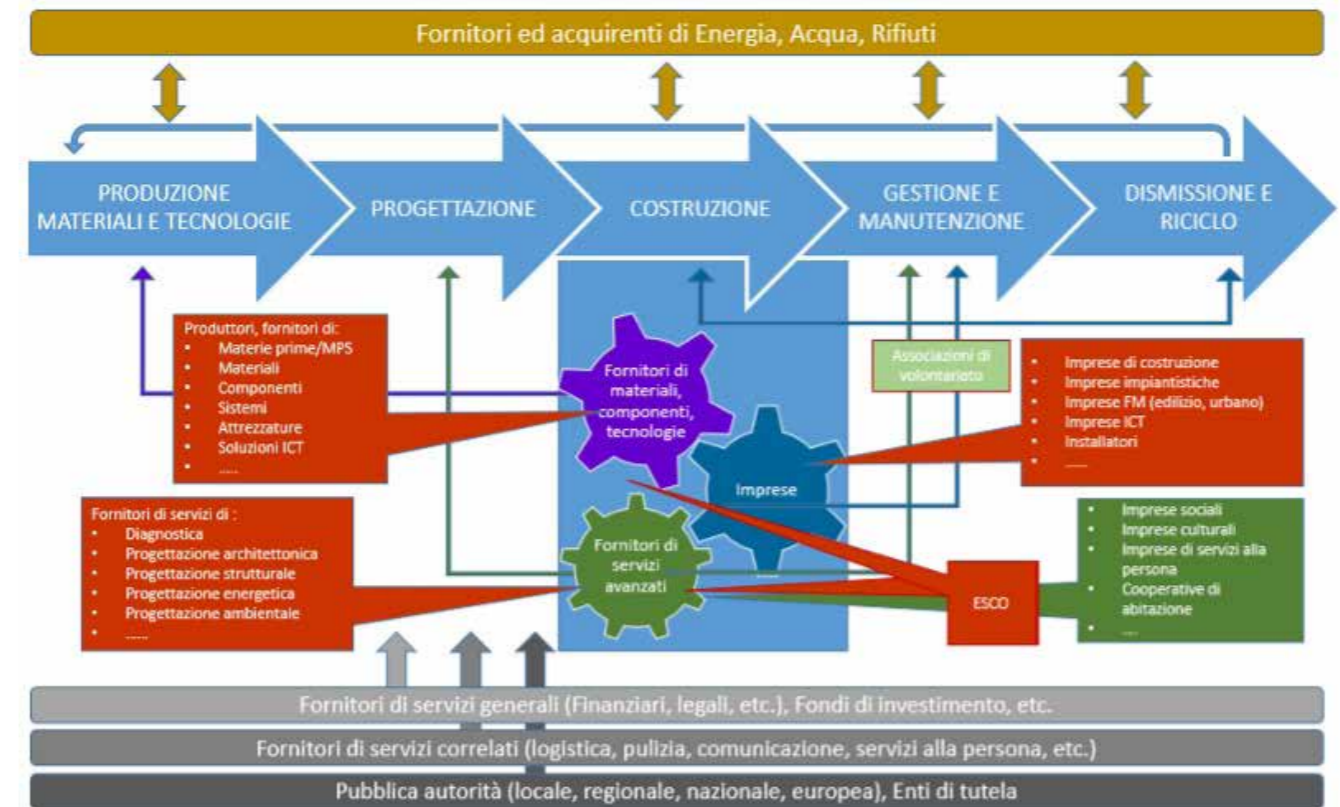 Fornitori ed acquirenti di Energia, Acqua, Rifiuti
PRODUZIONE
MATERIALI E TECNOLOGIE
PROGETTAZIONE
COSTRUZIONE
GESTIONE E
MANUTENZIONE
DISMISSIONE E
RICICLO
Produttori, fornitori di:
• Materie prime/MPS
• Materiali
• Componenti
• Sistemi
• Attrezzature
• Soluzioni ICT
• .....
Fornitori di
materiali,
componenti,
tecnologie
Associazioni di
volontariato
• Imprese di costruzione
• Imprese impiantistiche
• Imprese FM (edilizio, urbano)
• Imprese ICT
• Installatori
• .....
Imprese
.....
Fornitori di servizi di :
• Diagnostica
• Progettazione architettonica
• Progettazione strutturale
• Progettazione energetica
• Progettazione ambientale
• .....
Fornitori di
servizi
avanzati
ESCO
• Imprese sociali
• Imprese culturali
• Imprese di servizi alla
persona
• Cooperative di
abitazione
• ....
Fornitori di servizi generali (Finanziari, legali, etc.), Fondi di investimento, etc.
Fornitori di servizi correlati (logistica, pulizia, comunicazione, servizi alla persona, etc.)
Pubblica autorità (locale, regionale, nazionale, europea), Enti di tutela